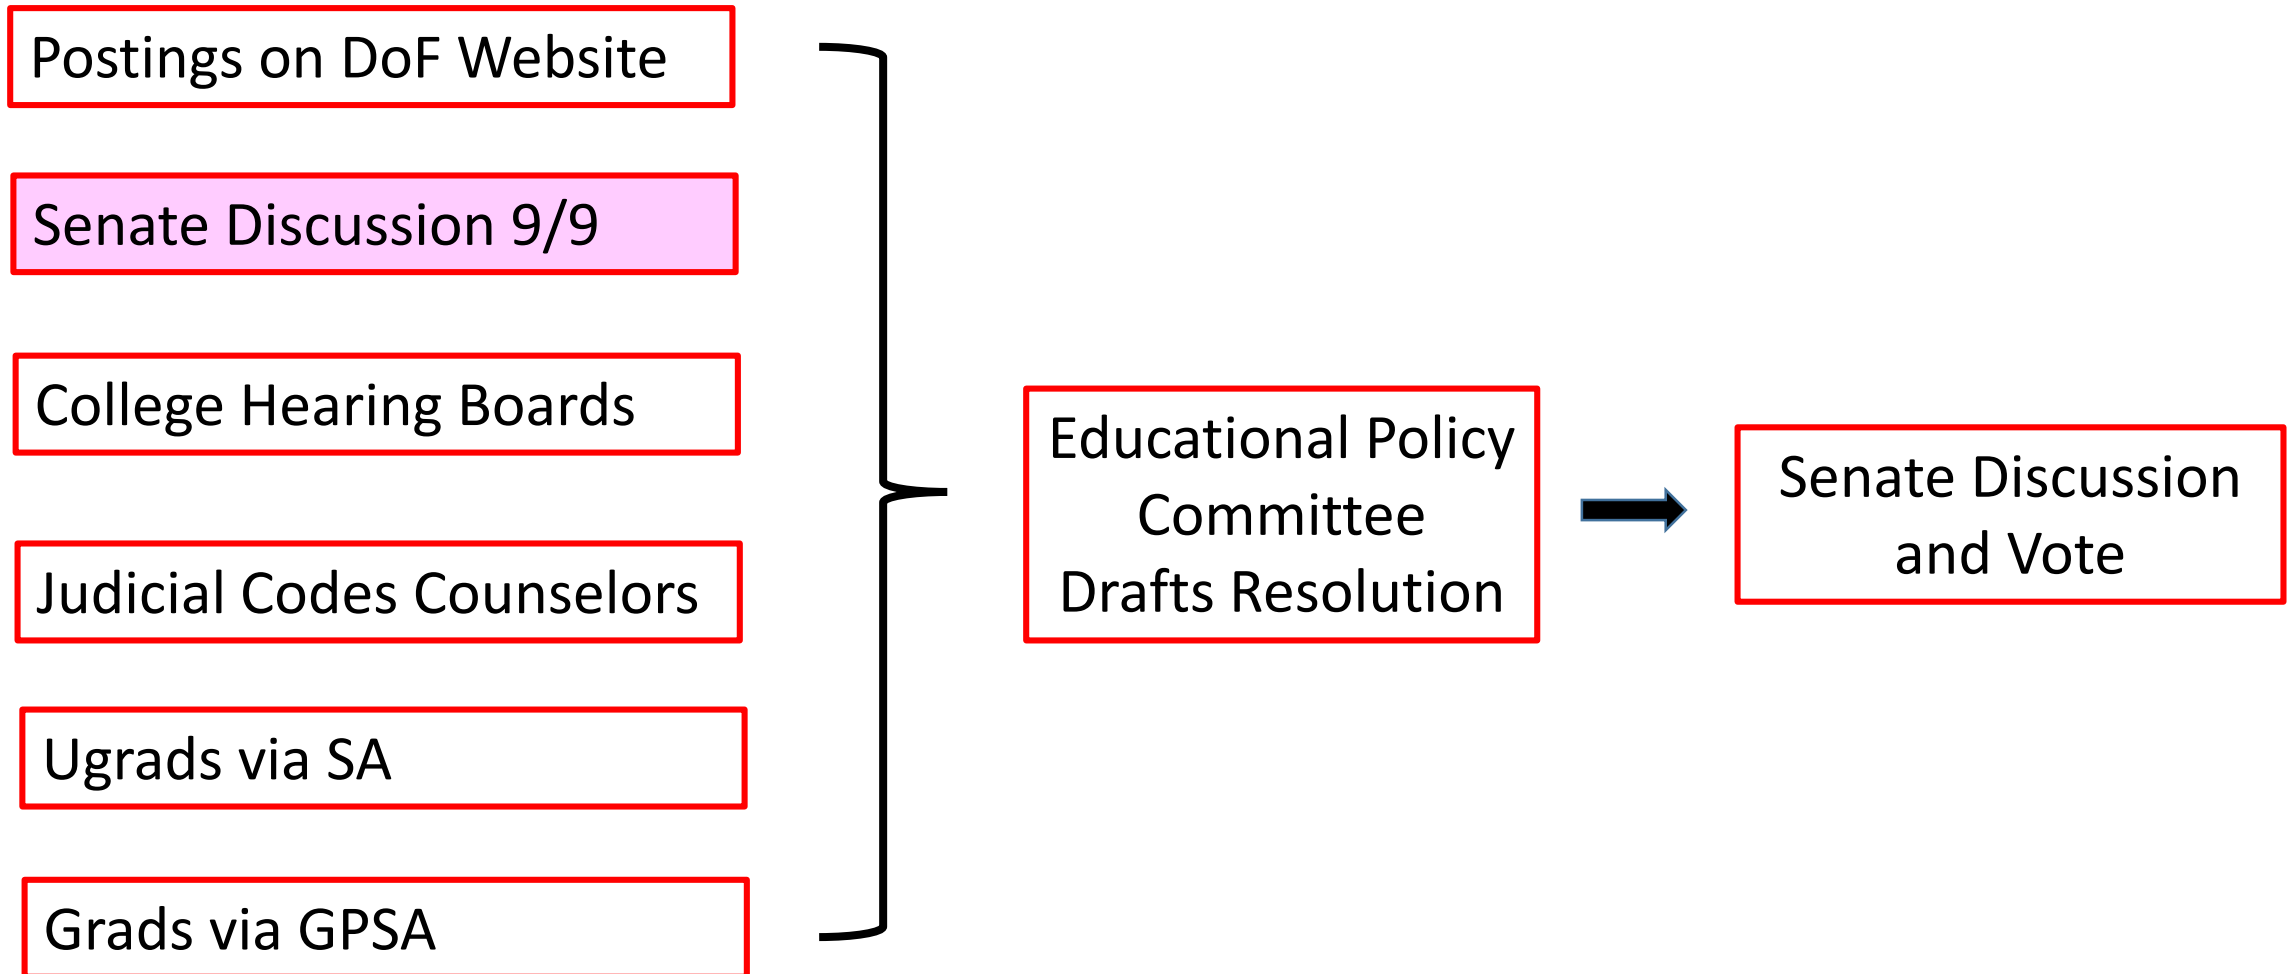 Postings on DoF Website
Senate Discussion 9/9
College Hearing Boards
Judicial Codes Counselors
Ugrads via SA
Grads via GPSA
Educational Policy
Committee
Drafts Resolution
Senate Discussion
and Vote